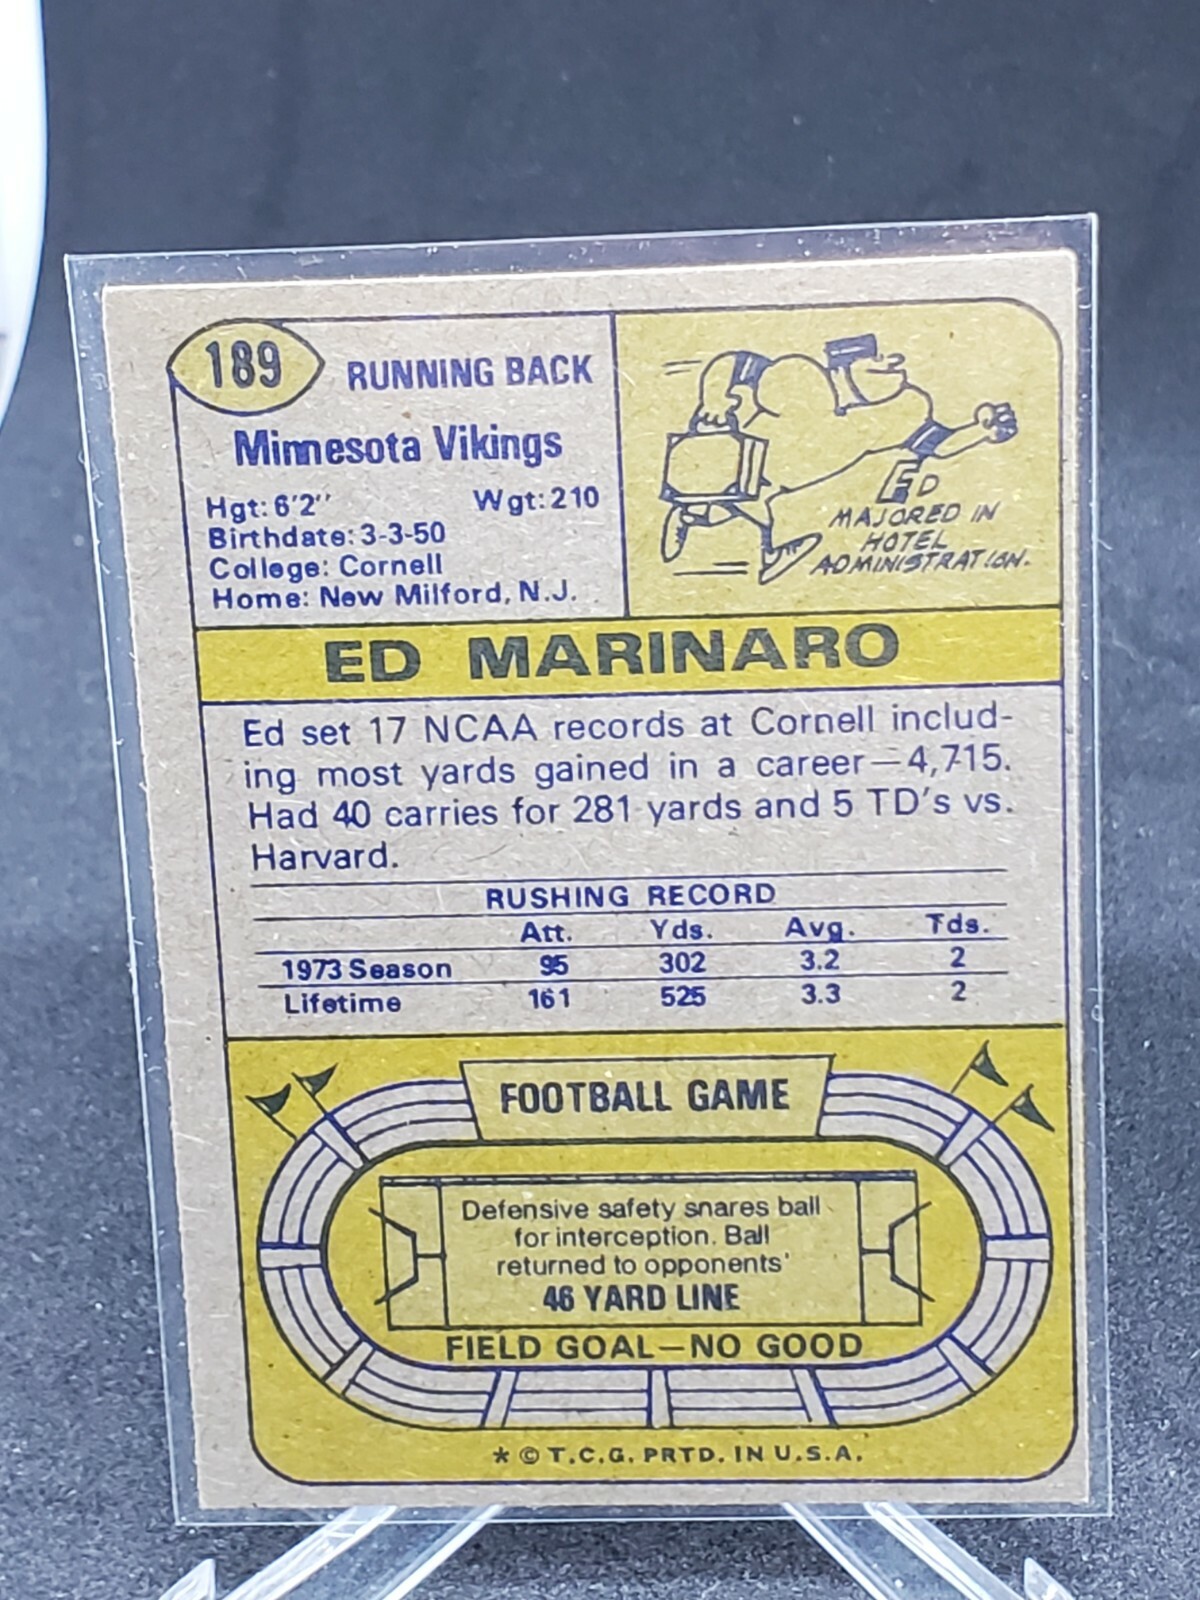 189
RUNNING BACK
Minnesota Vikings
Hgt: 6'2" Wgt: 210
Birthdate: 3-3-50
College: Cornell
Home: New Milford, N.J.
ED
MAJORED IN
HOTEL
ADMINISTRATION.
ED MARINARO
Ed set 17 NCAA records at Cornell includ-
ing most yards gained in a career—4,715.
Had 40 carries for 281 yards and 5 TD's vs.
Harvard.
RUSHING RECORD
Att. Yds. Avg. Tds.
1973 Season 95 302 3.2 2
Lifetime 161 525 3.3 2
FOOTBALL GAME
Defensive safety snares ball
for interception. Ball
returned to opponents'
46 YARD LINE
FIELD GOAL—NO GOOD
* © T.C.G. PRTD. IN U.S.A.